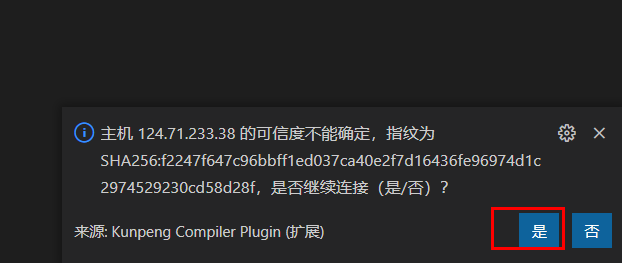 主机 124.71.233.38 的可信度不能确定，指纹为
SHA256:f2247f647c96bbff1ed037ca40e2f7d16436fe96974d1c
2974529230cd58d28f，是否继续连接（是/否）?
来源: Kunpeng Compiler Plugin (扩展)
是
否